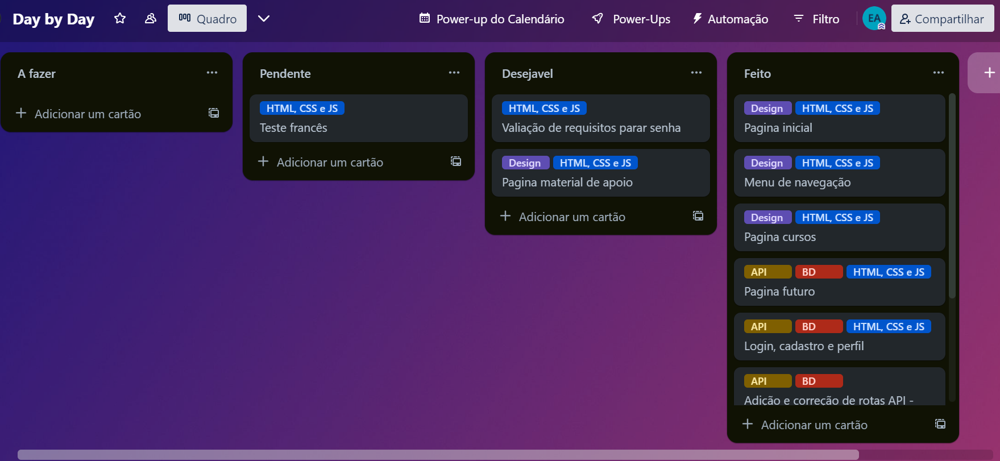 Day by Day
Quadro
Power-up do Calendário
Power-Ups
Automação
Filtro
EA
Compartilhar
A fazer
Adicionar um cartão
Pendente
HTML, CSS e JS
Teste francês
Adicionar um cartão
Desejavel
HTML, CSS e JS
Valiação de requisitos parar senha
Design HTML, CSS e JS
Pagina material de apoio
Adicionar um cartão
Feito
Design HTML, CSS e JS
Pagina inicial
Design HTML, CSS e JS
Menu de navegação
Design HTML, CSS e JS
Pagina cursos
API BD HTML, CSS e JS
Pagina futuro
API BD HTML, CSS e JS
Login, cadastro e perfil
API BD
Adição e correção de rotas API -
Adicionar um cartão